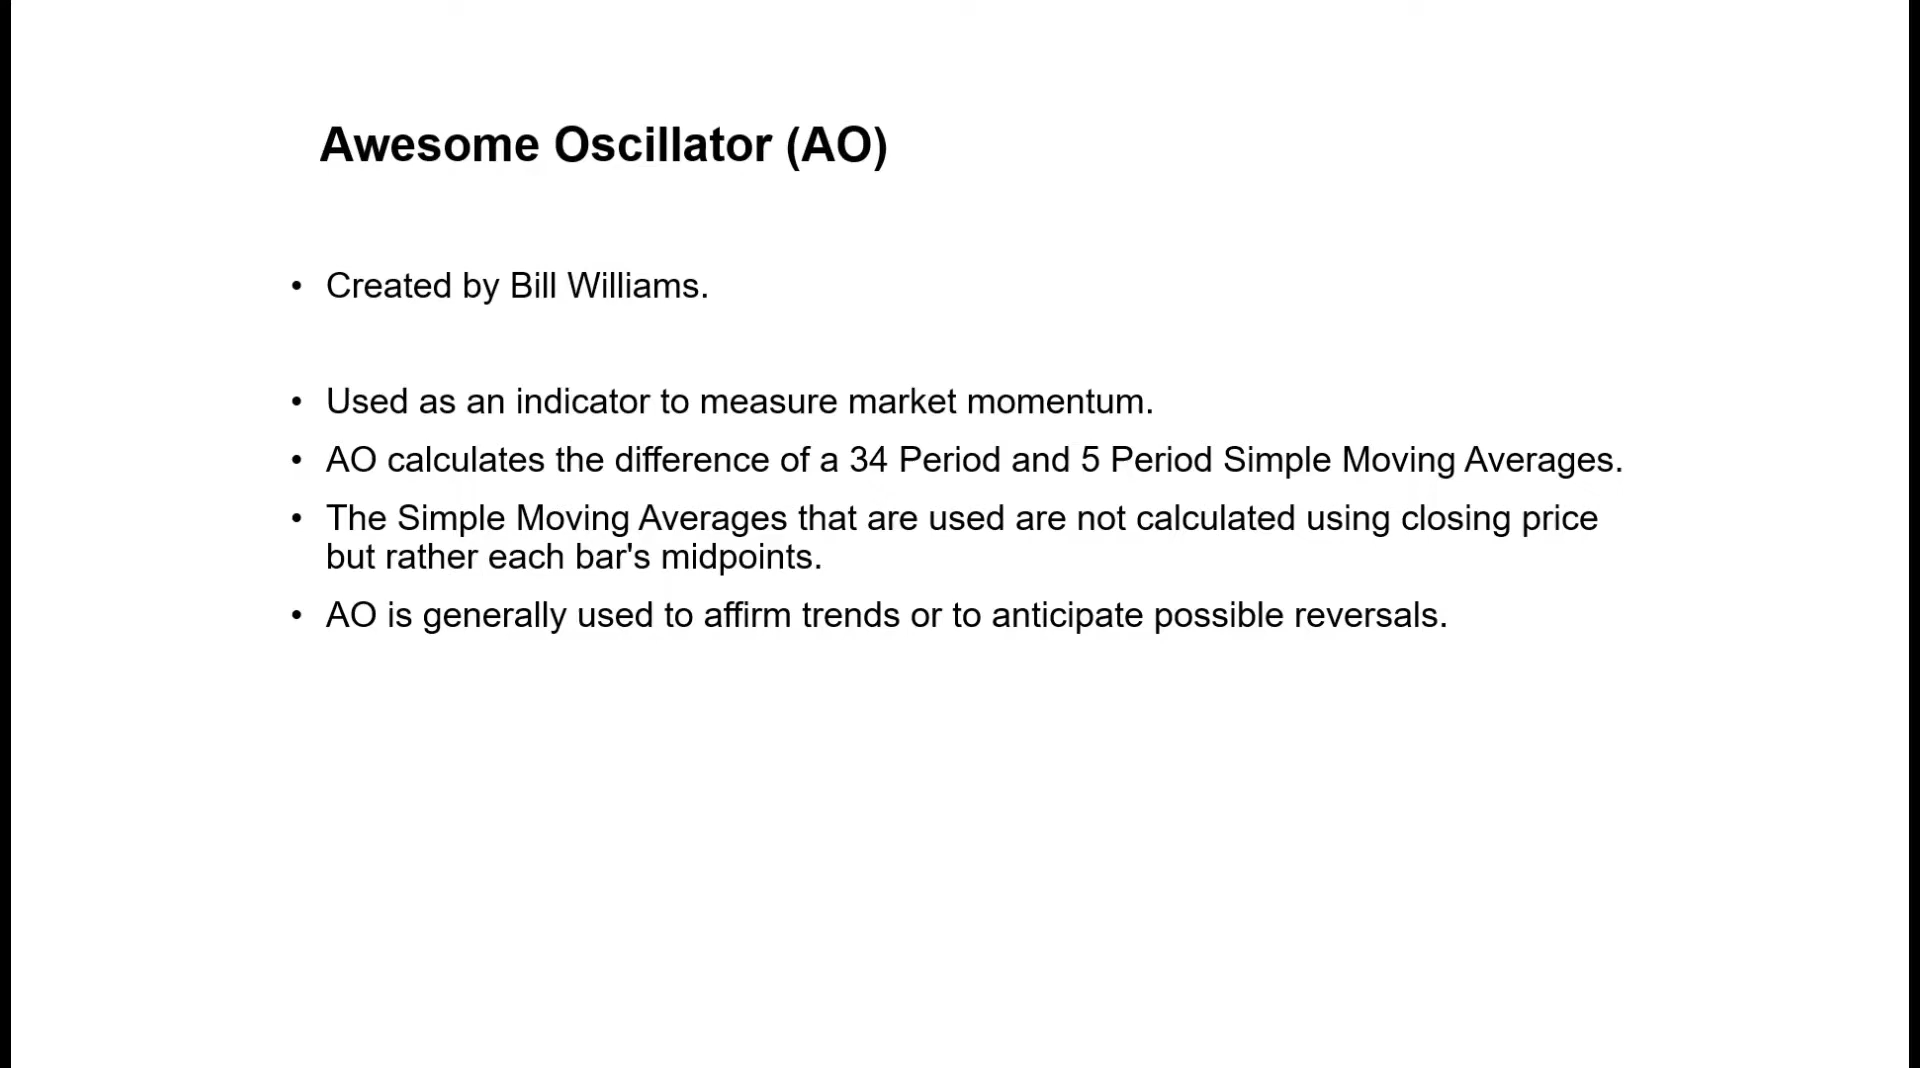 Awesome Oscillator (AO)
• Created by Bill Williams.
• Used as an indicator to measure market momentum.
• AO calculates the difference of a 34 Period and 5 Period Simple Moving Averages.
• The Simple Moving Averages that are used are not calculated using closing price
but rather each bar's midpoints.
• AO is generally used to affirm trends or to anticipate possible reversals.